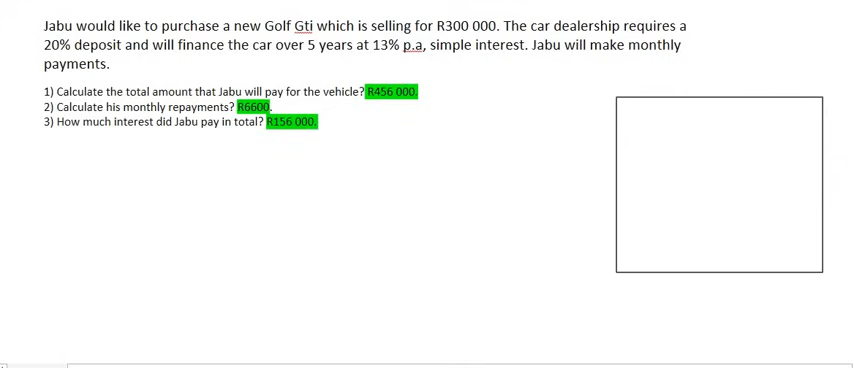 Jabu would like to purchase a new Golf Gti which is selling for R300 000. The car dealership requires a
20% deposit and will finance the car over 5 years at 13% p.a, simple interest. Jabu will make monthly
payments.
1) Calculate the total amount that Jabu will pay for the vehicle? R456 000.
2) Calculate his monthly repayments? R6600.
3) How much interest did Jabu pay in total? R156 000.